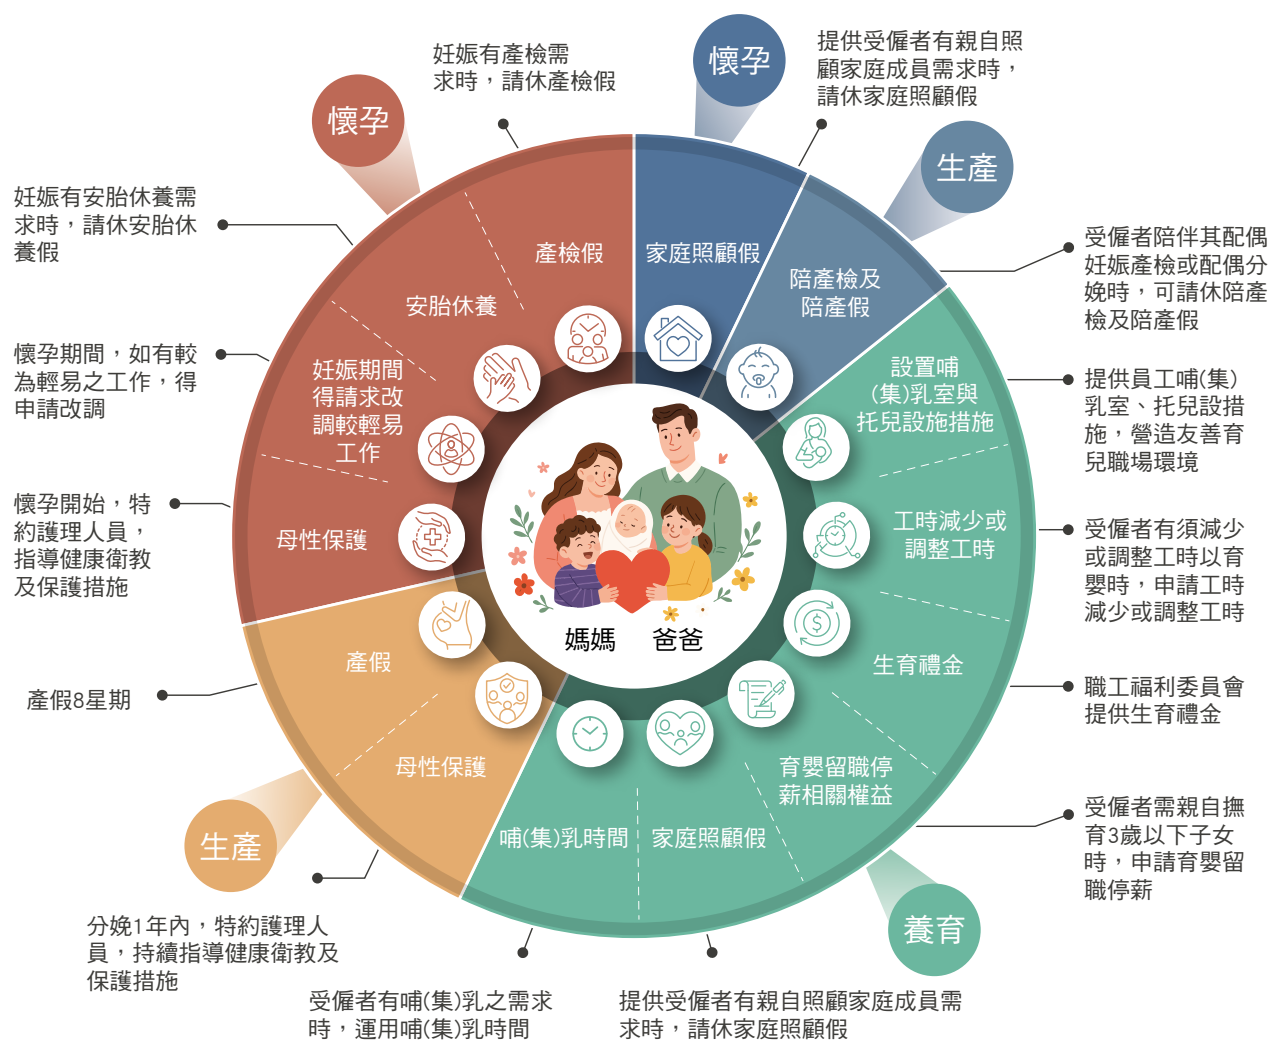 妊娠有產檢需
求時，請休產檢假
懷孕
提供受僱者有親自照
顧家庭成員需求時，
請休家庭照顧假
懷孕
生產
妊娠有安胎休養需
求時，請休安胎休
養假
產檢假
家庭照顧假
陪產檢及
陪產假
受僱者陪伴其配偶
妊娠產檢或配偶分
娩時，可請休陪產
檢及陪產假
安胎休養
懷孕期間，如有較
為輕易之工作，得
申請改調
妊娠期間
得請求改
調較輕易
工作
設置哺
(集)乳室與
托兒設施措施
提供員工哺(集)
乳室、托兒設措
施，營造友善育
兒職場環境
懷孕開始，特
約護理人員，
指導健康衛教
及保護措施
母性保護
工時減少或
調整工時
受僱者有須減少
或調整工時以育
嬰時，申請工時
減少或調整工時
媽媽
爸爸
產假8星期
產假
生育禮金
職工福利委員會
提供生育禮金
母性保護
育嬰留職停
薪相關權益
受僱者需親自撫
育3歲以下子女
時，申請育嬰留
職停薪
生產
哺(集)乳時間
家庭照顧假
養育
分娩1年內，特約護理人
員，持續指導健康衛教及
保護措施
受僱者有哺(集)乳之需求
時，運用哺(集)乳時間
提供受僱者有親自照顧家庭成員需
求時，請休家庭照顧假